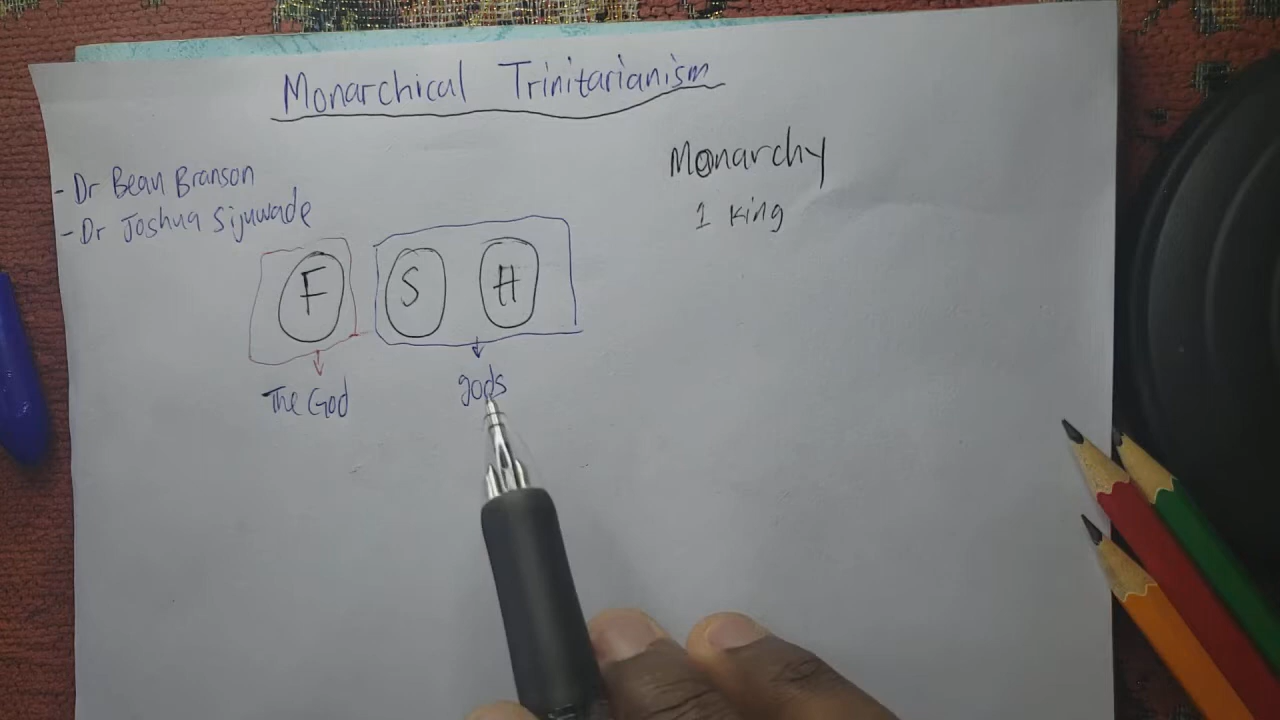 Monarchical Trinitarianism
- Dr Beau Branson
- Dr Joshua Sijuwade
Monarchy
1 king
F S H
The God
gods